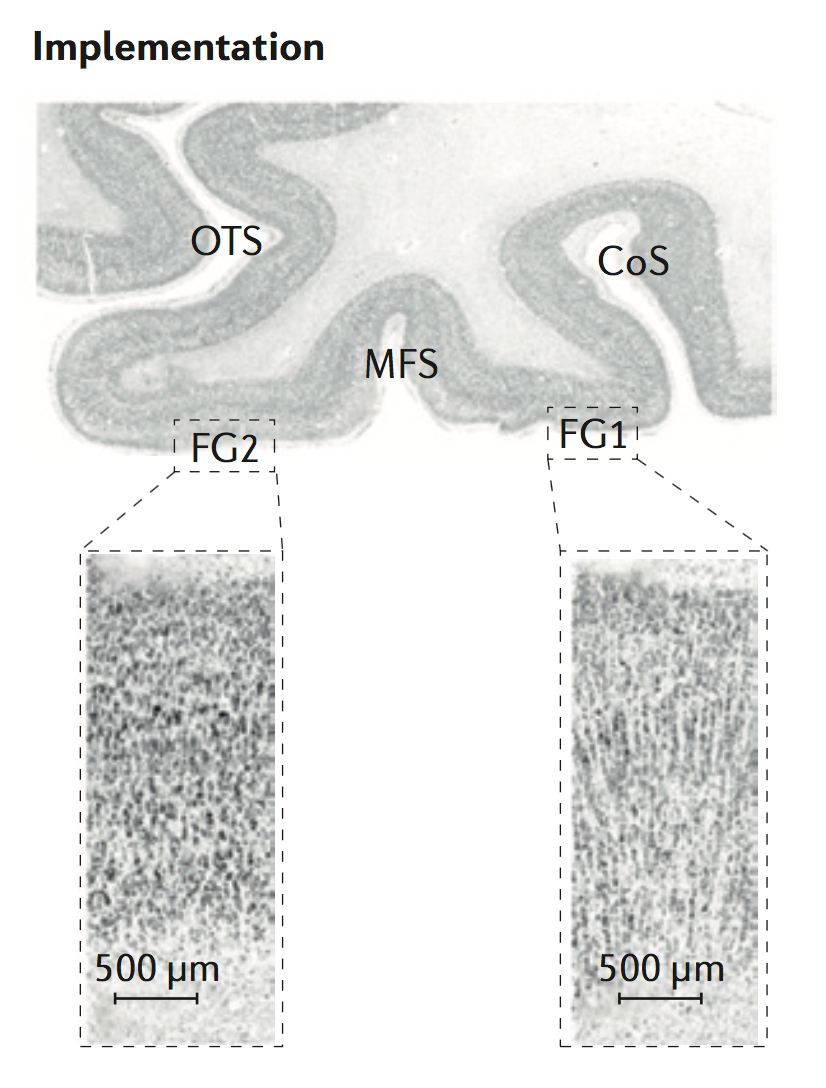 Implementation
OTS
CoS
MFS
FG2
FG1
500 µm
500 µm